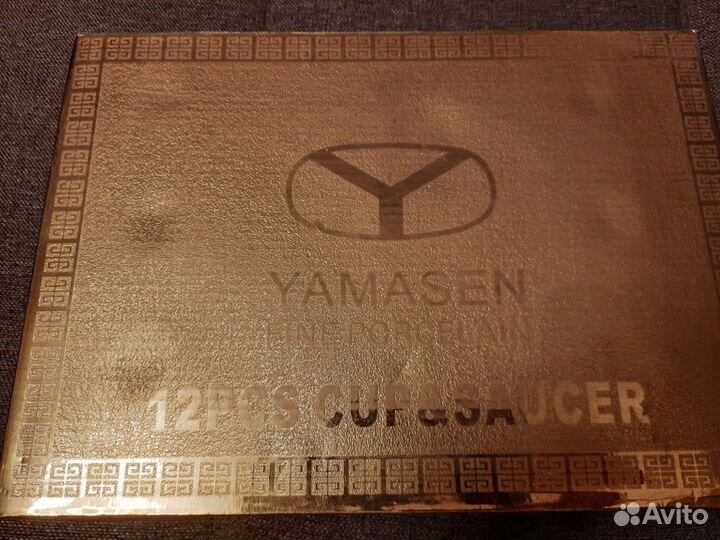 Y
YAMASEN
FINE PORCELAIN
12PCS CUP&SAUCER
Avito